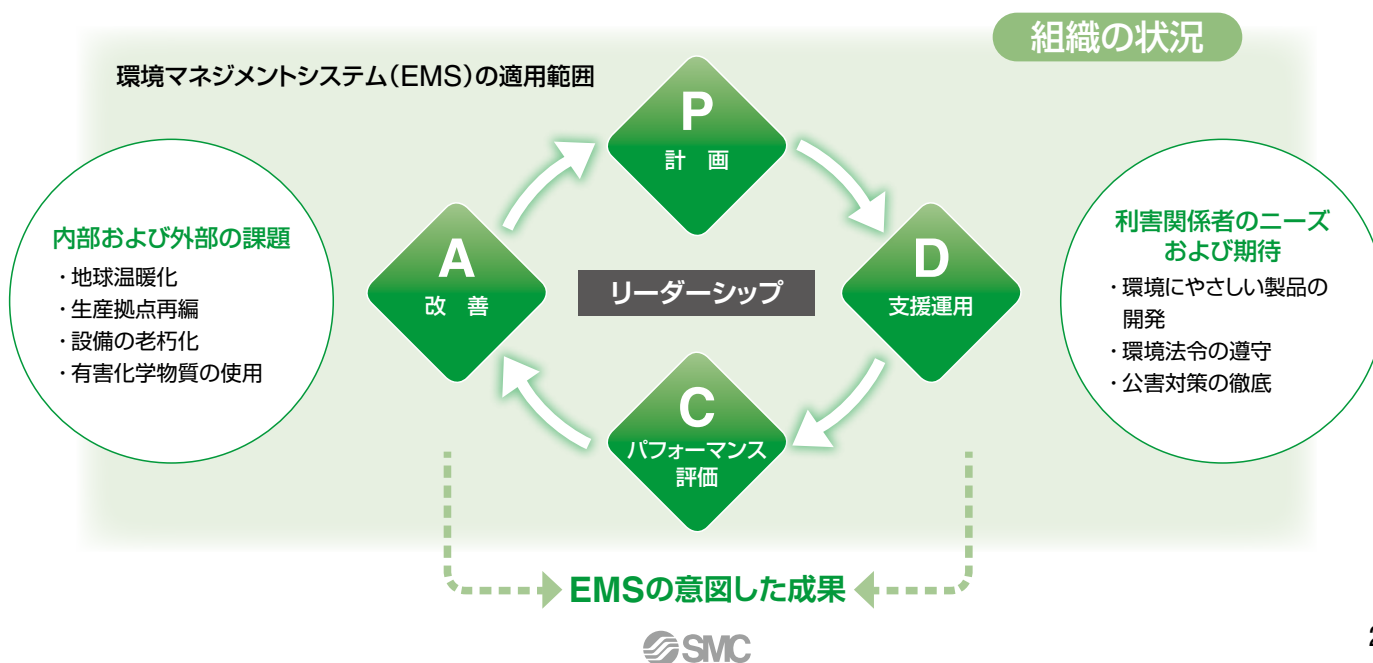 組織の状況
環境マネジメントシステム(EMS)の適用範囲
P
計 画
内部および外部の課題
・地球温暖化
・生産拠点再編
・設備の老朽化
・有害化学物質の使用
A
改 善
リーダーシップ
D
支援運用
利害関係者のニーズ
および期待
・環境にやさしい製品の
開発
・環境法令の遵守
・公害対策の徹底
C
パフォーマンス
評価
EMSの意図した成果
SMC